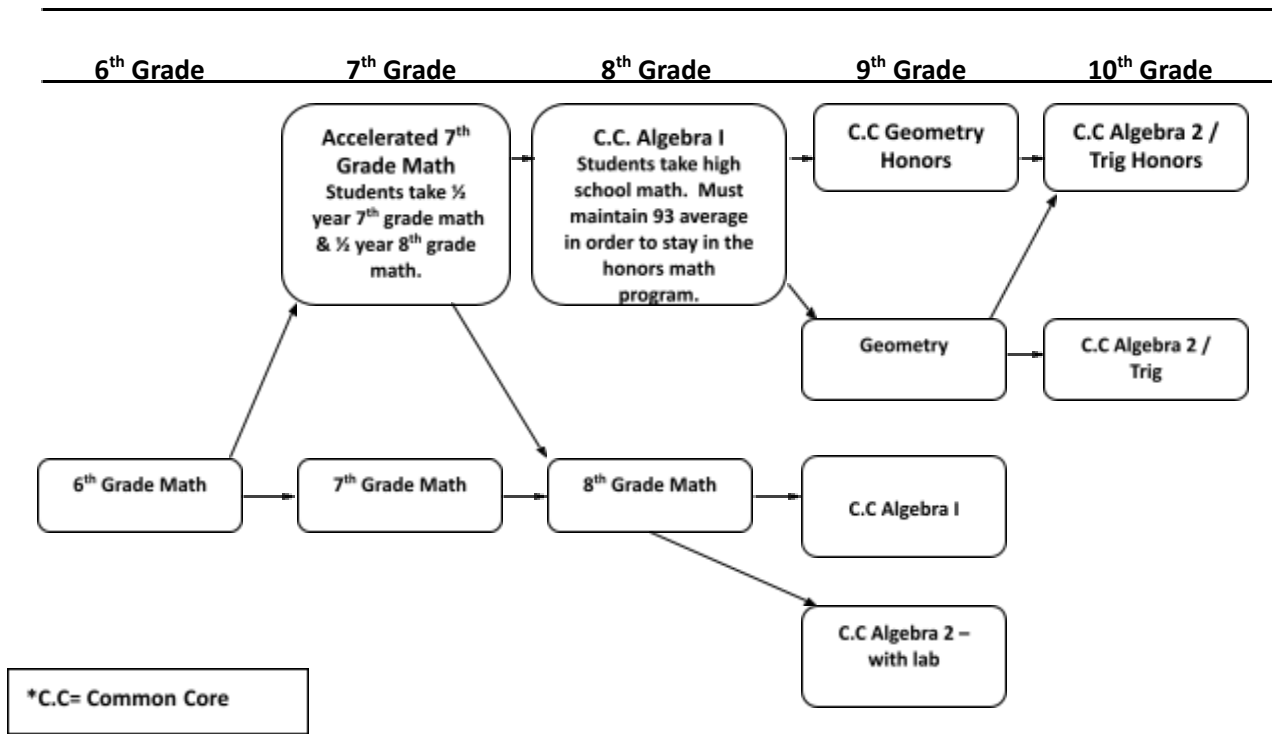 6th Grade 7th Grade 8th Grade 9th Grade 10th Grade
Accelerated 7th
Grade Math
Students take ½
year 7th grade math
& ½ year 8th grade
math.
C.C. Algebra I
Students take high
school math. Must
maintain 93 average
in order to stay in the
honors math
program.
C.C Geometry
Honors
C.C Algebra 2 /
Trig Honors
Geometry
C.C Algebra 2 /
Trig
6th Grade Math
7th Grade Math
8th Grade Math
C.C Algebra I
C.C Algebra 2 –
with lab
*C.C= Common Core